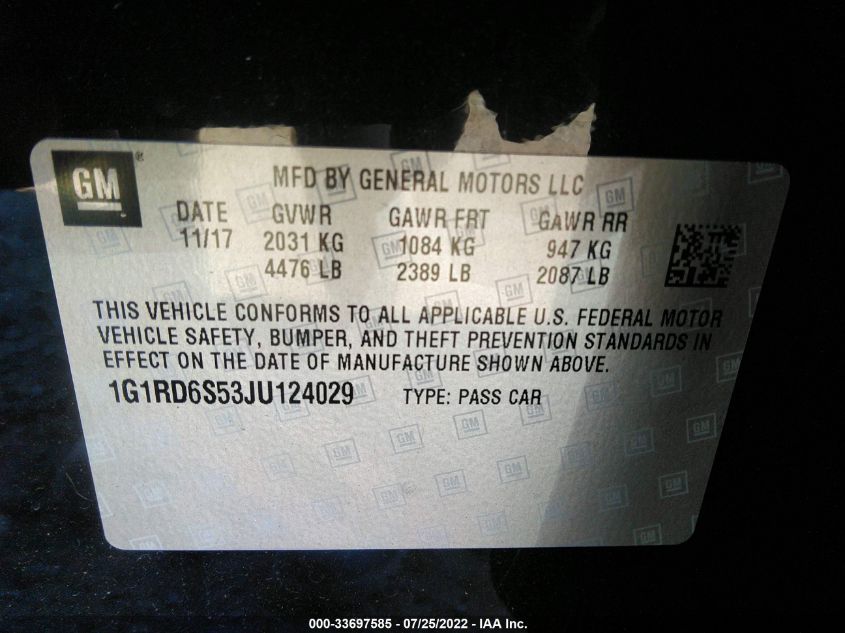 GM ® MFD BY GENERAL MOTORS LLC
DATE GVWR GAWR FRT GAWR RR
11/17 2031 KG 1084 KG 947 KG
4476 LB 2389 LB 2087 LB
THIS VEHICLE CONFORMS TO ALL APPLICABLE U.S. FEDERAL MOTOR
VEHICLE SAFETY, BUMPER, AND THEFT PREVENTION STANDARDS IN
EFFECT ON THE DATE OF MANUFACTURE SHOWN ABOVE.
1G1RD6S53JU124029 TYPE: PASS CAR
000-33697585 - 07/25/2022 - IAA Inc.